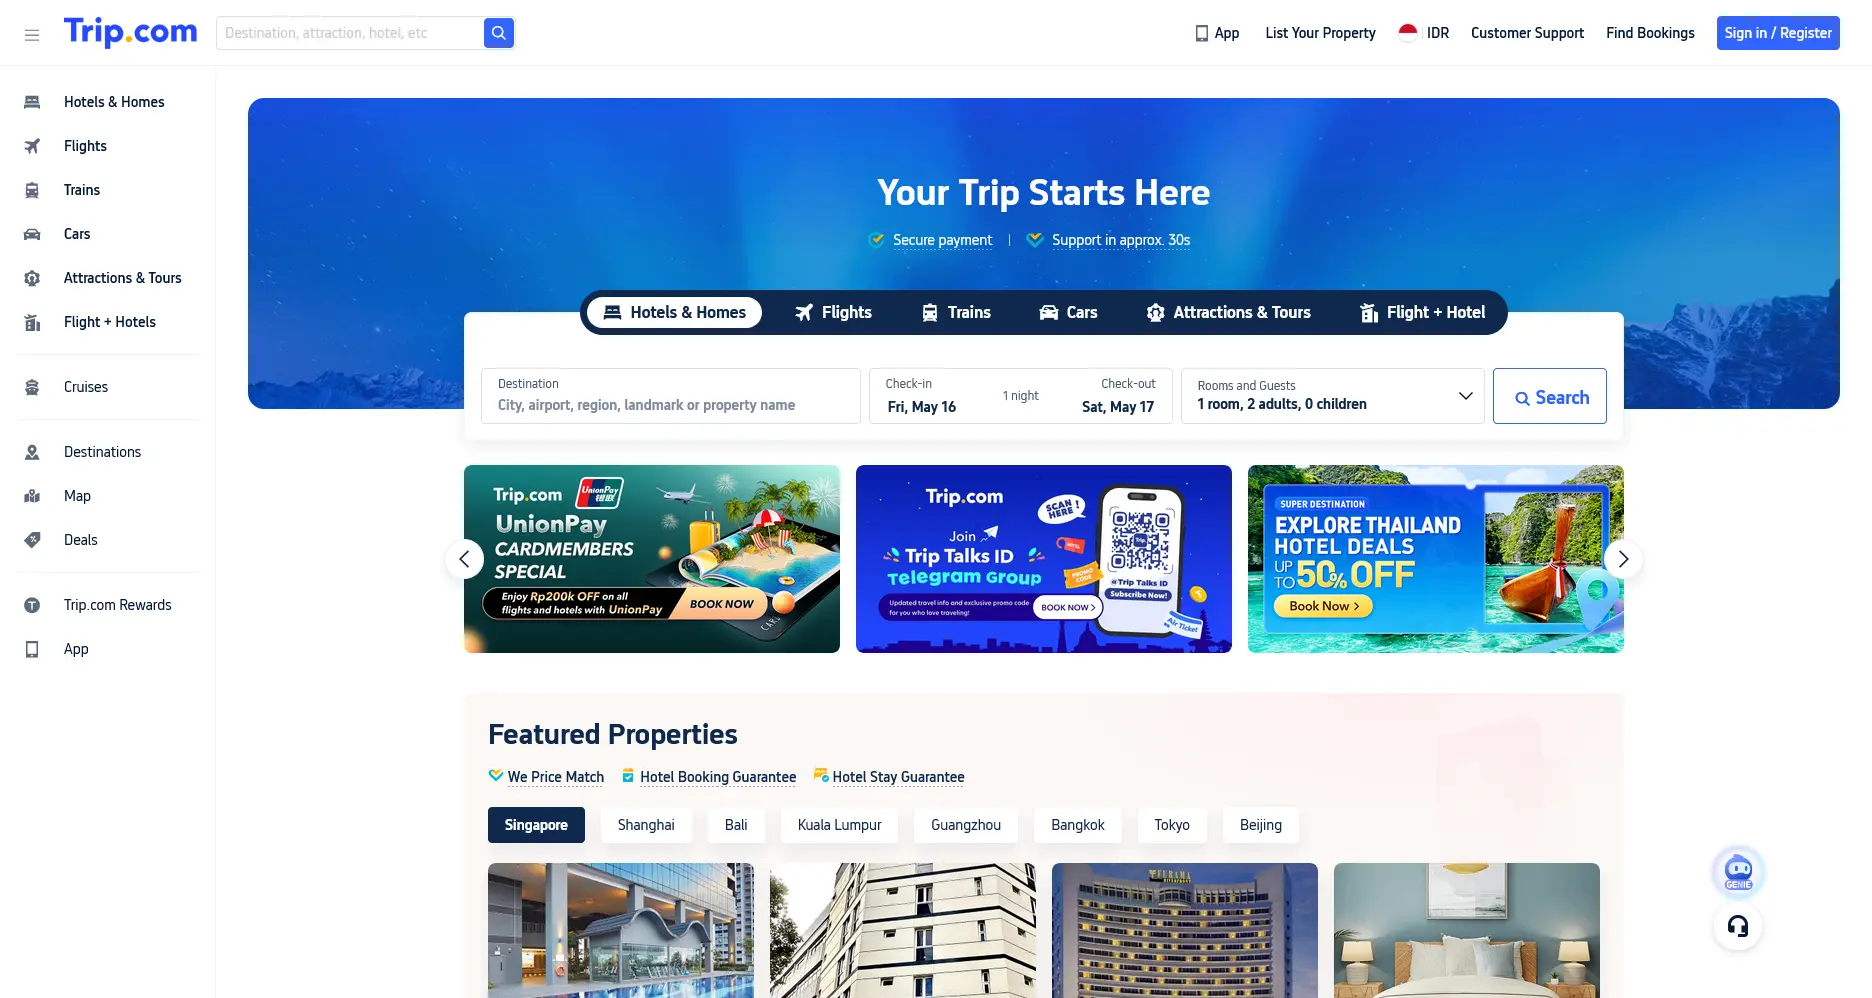 Trip.com
Destination, attraction, hotel, etc
App
List Your Property
IDR
Customer Support
Find Bookings
Sign in / Register
Hotels & Homes
Flights
Trains
Cars
Attractions & Tours
Flight + Hotels
Cruises
Destinations
Map
Deals
Trip.com Rewards
App
Your Trip Starts Here
Secure payment
Support in approx. 30s
Hotels & Homes
Flights
Trains
Cars
Attractions & Tours
Flight + Hotel
Destination
City, airport, region, landmark or property name
Check-in
Fri, May 16
1 night
Check-out
Sat, May 17
Rooms and Guests
1 room, 2 adults, 0 children
Search
Trip.com
UnionPay
银联
UnionPay
CARDMEMBERS
SPECIAL
Enjoy Rp200k OFF on all
flights and hotels with UnionPay
BOOK NOW
Trip.com
Join
Trip Talks ID
Telegram Group
Updated travel info and exclusive promo code
for you who love traveling!
BOOK NOW >
SCAN
HERE !
HOTEL
PROMO
CODE
@Trip Talks ID
Subscribe Now!
Air Ticket
SUPER DESTINATION
EXPLORE THAILAND
HOTEL DEALS
UP
TO
50% OFF
Book Now >
Featured Properties
We Price Match
Hotel Booking Guarantee
Hotel Stay Guarantee
Singapore
Shanghai
Bali
Kuala Lumpur
Guangzhou
Bangkok
Tokyo
Beijing
FURAMA
RIVERFRONT
GENIE